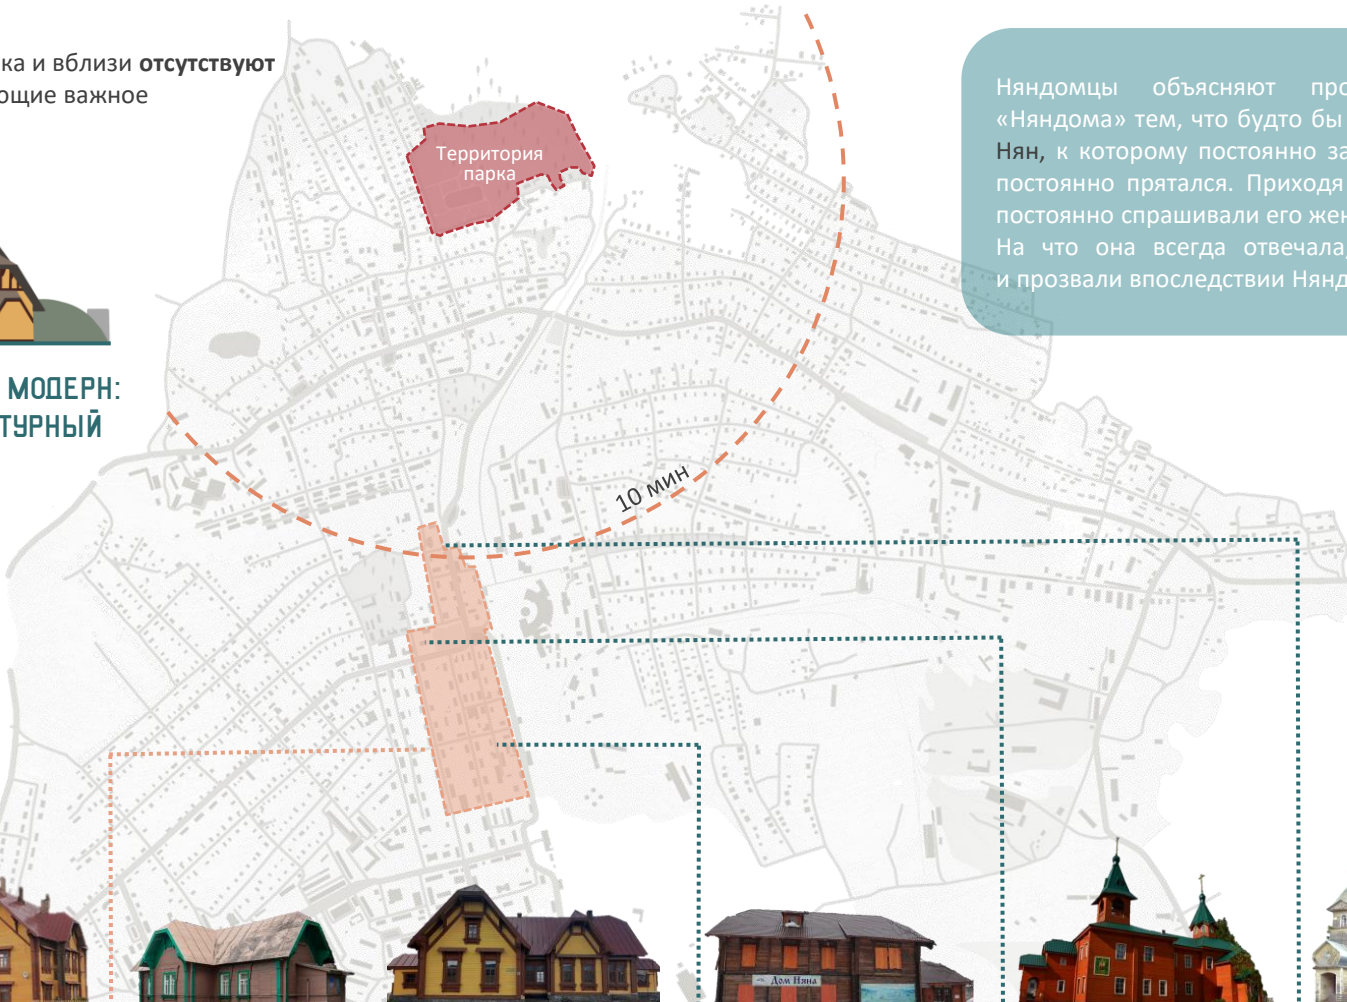 ка и вблизи отсутствуют
ющие важное
Няндомцы объясняют про
«Няндома» тем, что будто бы
Нян, к которому постоянно за
постоянно прятался. Приходя
постоянно спрашивали его жен
На что она всегда отвечала,
и прозвали впоследствии Нянд
Территория
парка
МОДЕРН:
ТУРНЫЙ
10 мин
Дом Няна